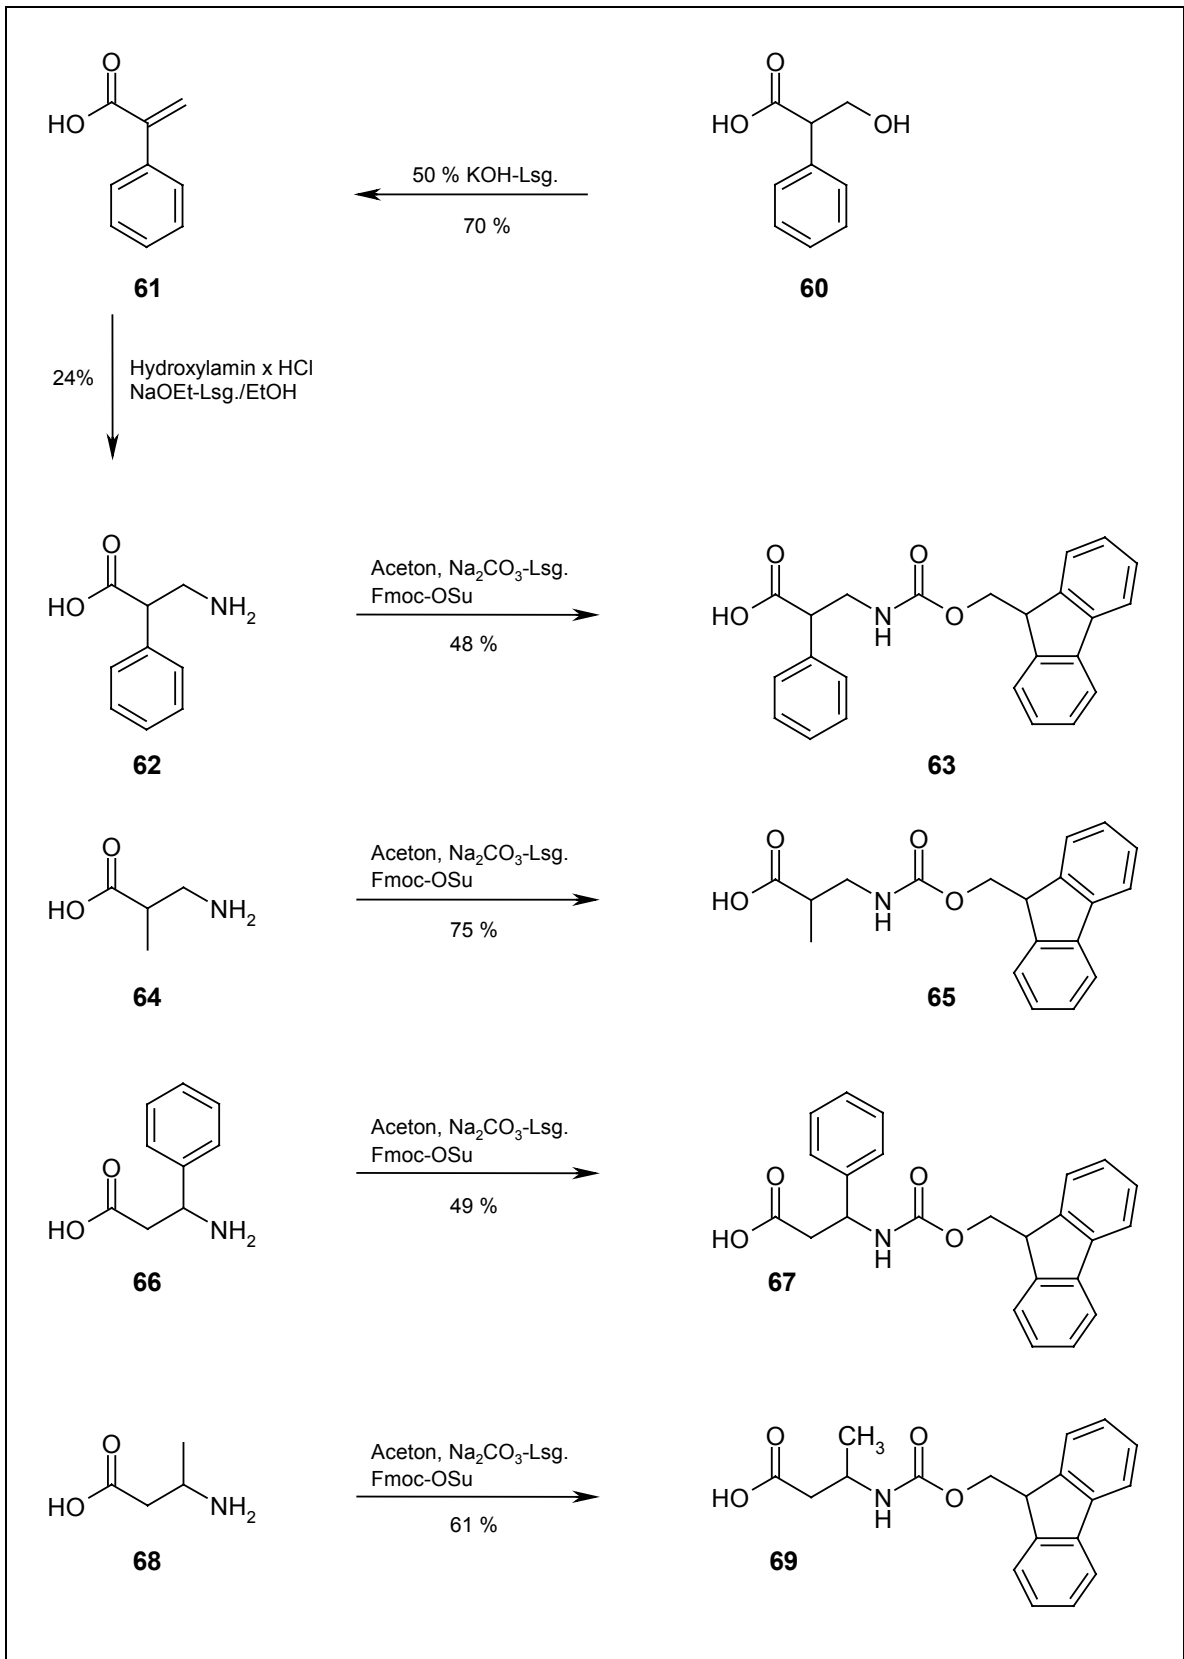 O
HO
61
50 % KOH-Lsg.
70 %
O
HO
OH
60
24%
Hydroxylamin x HCl
NaOEt-Lsg./EtOH
O
HO
NH2
62
Aceton, Na2CO3-Lsg.
Fmoc-OSu
48 %
O
HO
N
H
O
O
63
O
HO
NH2
64
Aceton, Na2CO3-Lsg.
Fmoc-OSu
75 %
O
HO
N
H
O
O
65
O
HO
NH2
66
Aceton, Na2CO3-Lsg.
Fmoc-OSu
49 %
O
HO
N
H
O
O
67
O
HO
NH2
68
Aceton, Na2CO3-Lsg.
Fmoc-OSu
61 %
O
HO
CH3
N
H
O
O
69